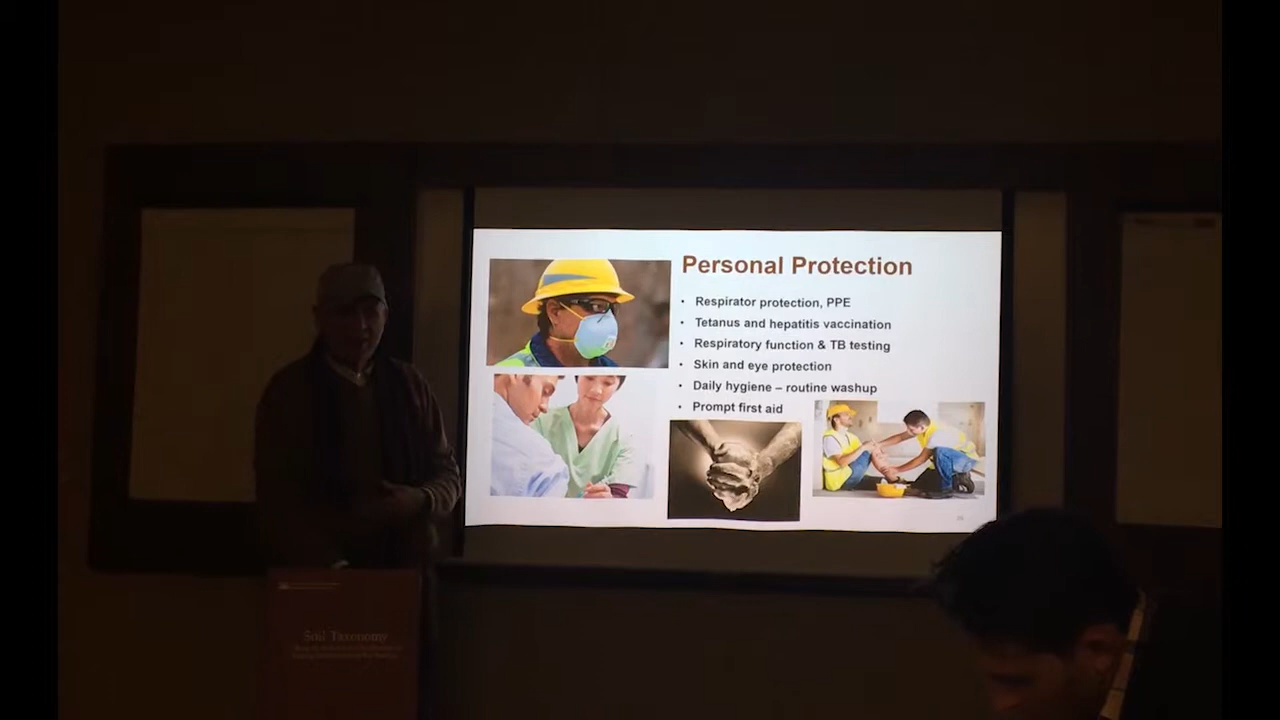 Personal Protection
• Respirator protection, PPE
• Tetanus and hepatitis vaccination
• Respiratory function & TB testing
• Skin and eye protection
• Daily hygiene – routine washup
• Prompt first aid
Soil Taxonomy